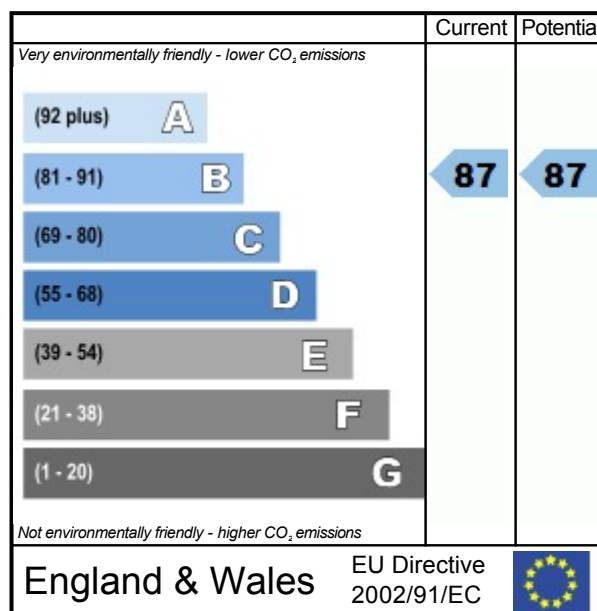 Current Potentia
Very environmentally friendly - lower CO₂ emissions
(92 plus) A
(81 - 91) B 87 87
(69 - 80) C
(55 - 68) D
(39 - 54) E
(21 - 38) F
(1 - 20) G
Not environmentally friendly - higher CO₂ emissions
England & Wales
EU Directive
2002/91/EC